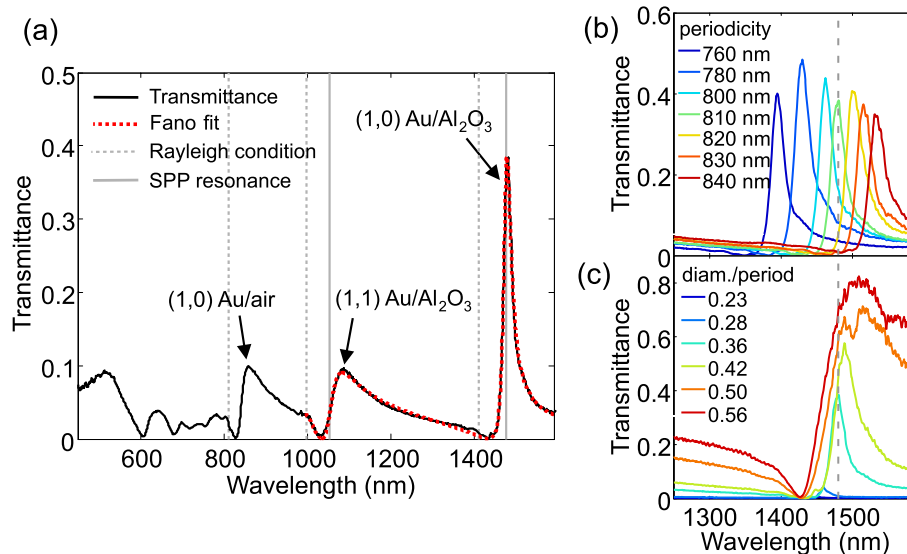 (a)
0.5
0.4
0.3
0.2
0.1
0
Transmittance
Transmittance
Fano fit
Rayleigh condition
SPP resonance
(1,0) Au/Al₂O₃
(1,0) Au/air
(1,1) Au/Al₂O₃
600 800 1000 1200 1400
Wavelength (nm)
(b)
0.6
0.4
0.2
0
Transmittance
periodicity
760 nm
780 nm
800 nm
810 nm
820 nm
830 nm
840 nm
1400 1500
(c)
0.8
0.6
0.4
0.2
0
Transmittance
diam./period
0.23
0.28
0.36
0.42
0.50
0.56
1300 1400 1500
Wavelength (nm)